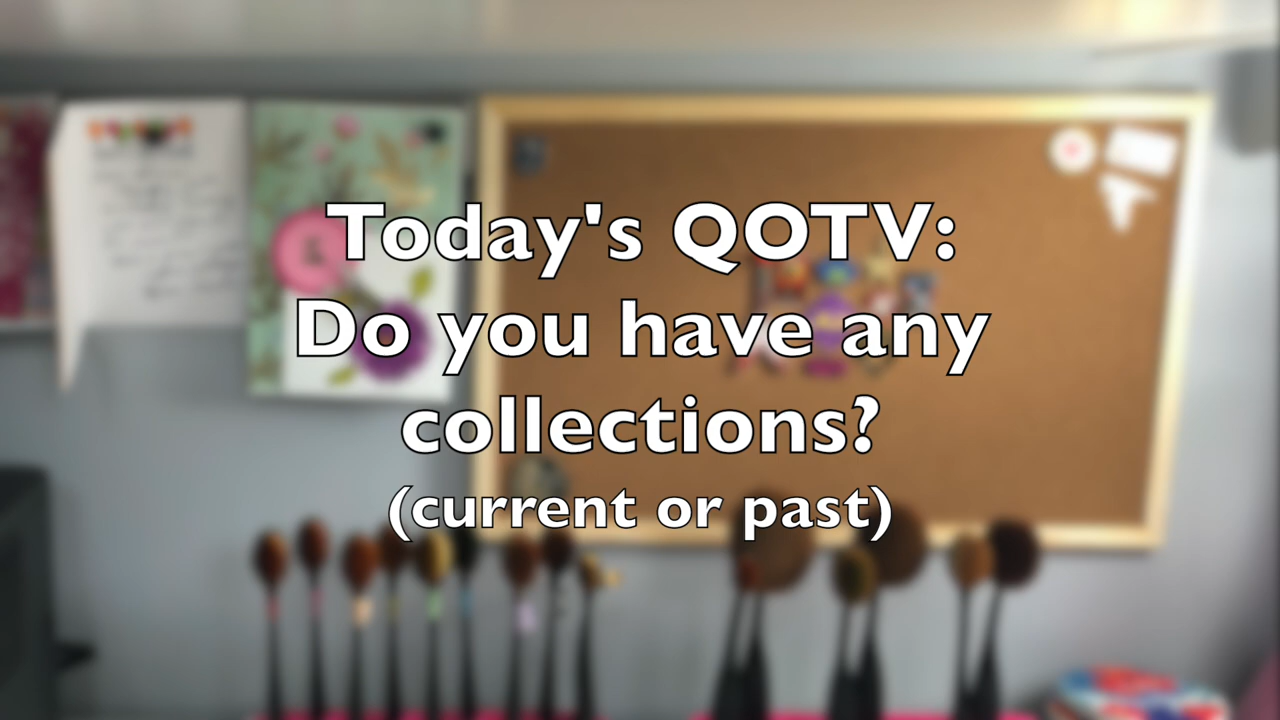 Today's QOTV:
Do you have any
collections?
(current or past)